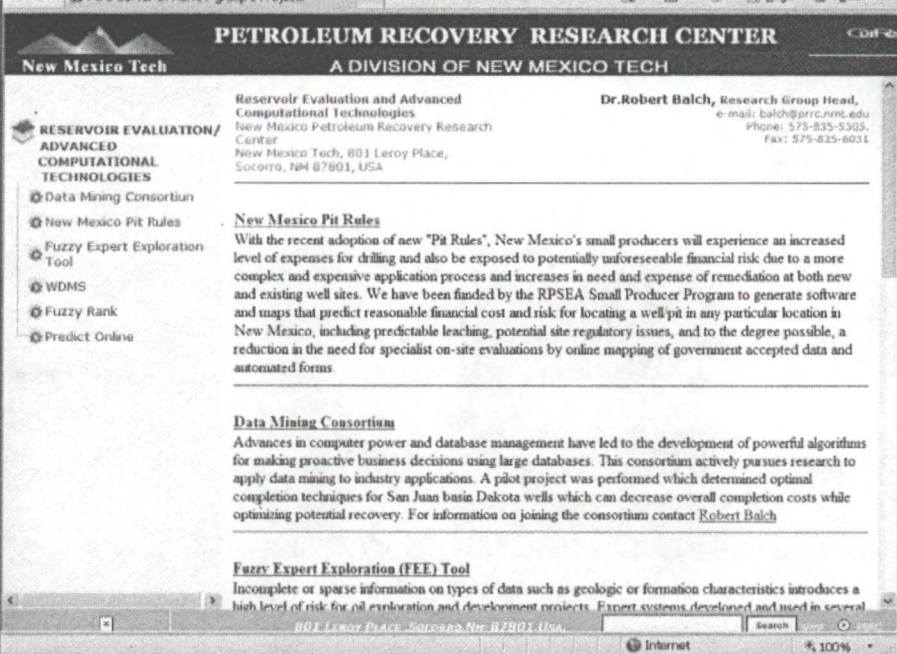 PETROLEUM RECOVERY RESEARCH CENTER
New Mexico Tech
A DIVISION OF NEW MEXICO TECH
RESERVOIR EVALUATION/
ADVANCED
COMPUTATIONAL
TECHNOLOGIES
Data Mining Consortiun
New Mexico Pit Rules
Fuzzy Expert Exploration
Tool
WDMS
Fuzzy Rank
Predict Online
Reservoir Evaluation and Advanced
Computational Technologies
New Mexico Petroleum Recovery Research
Center
New Mexico Tech, 801 Leroy Place,
Socorro, NM 87801, USA
Dr.Robert Balch, Research Group Head,
e-mail: balch@prrc.nmt.edu
Phone: 575-835-5305.
Fax: 575-835-6031
New Mexico Pit Rules
With the recent adoption of new "Pit Rules", New Mexico's small producers will experience an increased
level of expenses for drilling and also be exposed to potentially unforeseeable financial risk due to a more
complex and expensive application process and increases in need and expense of remediation at both new
and existing well sites. We have been funded by the RPSEA Small Producer Program to generate software
and maps that predict reasonable financial cost and risk for locating a well/pit in any particular location in
New Mexico, including predictable leaching, potential site regulatory issues, and to the degree possible, a
reduction in the need for specialist on-site evaluations by online mapping of government accepted data and
automated forms.
Data Mining Consortium
Advances in computer power and database management have led to the development of powerful algorithms
for making proactive business decisions using large databases. This consortium actively pursues research to
apply data mining to industry applications. A pilot project was performed which determined optimal
completion techniques for San Juan basin Dakota wells which can decrease overall completion costs while
optimizing potential recovery. For information on joining the consortium contact Robert Balch
Fuzzy Expert Exploration (FEE) Tool
Incomplete or sparse information on types of data such as geologic or formation characteristics introduces a
high level of risk for oil exploration and development projects. Expert systems developed and used in several
801 Leroy Place, Socorro, Nm 87801, Usa.
Search
Internet
100%